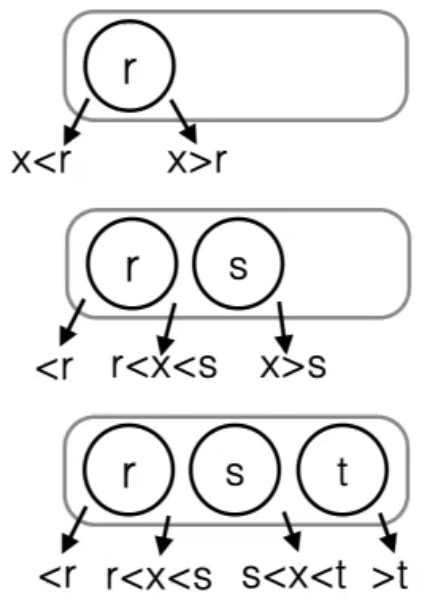 r
x<r x>r
r s
<r r<x<s x>s
r s t
<r r<x<s s<x<t >t